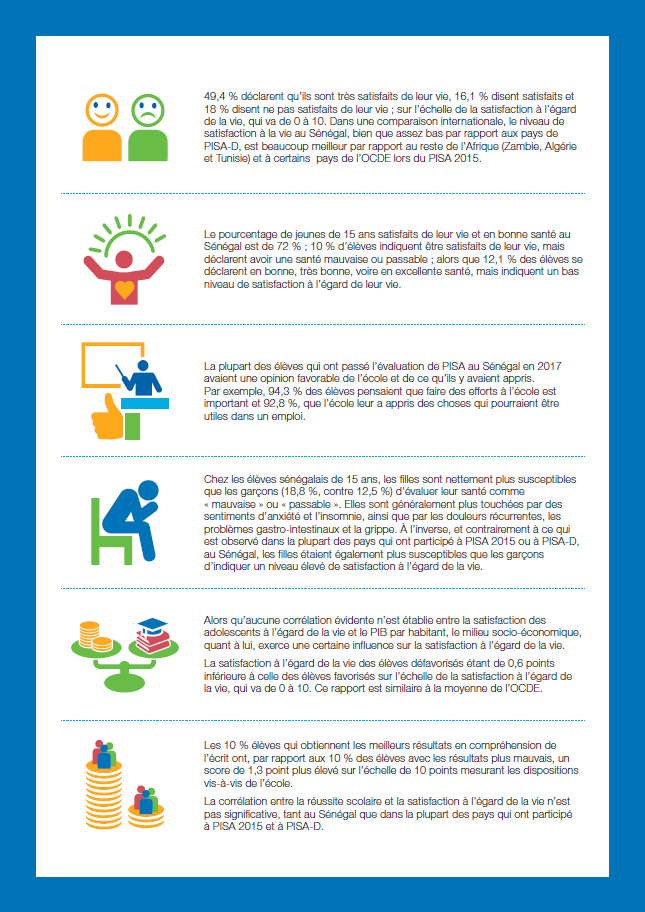 49,4 % déclarent qu'ils sont très satisfaits de leur vie, 16,1 % disent satisfaits et
18 % disent ne pas satisfaits de leur vie ; sur l'échelle de la satisfaction à l'égard
de la vie, qui va de 0 à 10. Dans une comparaison internationale, le niveau de
satisfaction à la vie au Sénégal, bien que assez bas par rapport aux pays de
PISA-D, est beaucoup meilleur par rapport au reste de l'Afrique (Zambie, Algérie
et Tunisie) et à certains pays de l'OCDE lors du PISA 2015.
Le pourcentage de jeunes de 15 ans satisfaits de leur vie et en bonne santé au
Sénégal est de 72 % ; 10 % d'élèves indiquent être satisfaits de leur vie, mais
déclarent avoir une santé mauvaise ou passable ; alors que 12,1 % des élèves se
déclarent en bonne, très bonne, voire en excellente santé, mais indiquent un bas
niveau de satisfaction à l'égard de leur vie.
La plupart des élèves qui ont passé l'évaluation de PISA au Sénégal en 2017
avaient une opinion favorable de l'école et de ce qu'ils y avaient appris.
Par exemple, 94,3 % des élèves pensaient que faire des efforts à l'école est
important et 92,8 %, que l'école leur a appris des choses qui pourraient être
utiles dans un emploi.
Chez les élèves sénégalais de 15 ans, les filles sont nettement plus susceptibles
que les garçons (18,8 %, contre 12,5 %) d'évaluer leur santé comme
« mauvaise » ou « passable ». Elles sont généralement plus touchées par des
sentiments d'anxiété et l'insomnie, ainsi que par les douleurs récurrentes, les
problèmes gastro-intestinaux et la grippe. À l'inverse, et contrairement à ce qui
est observé dans la plupart des pays qui ont participé à PISA 2015 ou à PISA-D,
au Sénégal, les filles étaient également plus susceptibles que les garçons
d'indiquer un niveau élevé de satisfaction à l'égard de la vie.
Alors qu'aucune corrélation évidente n'est établie entre la satisfaction des
adolescents à l'égard de la vie et le PIB par habitant, le milieu socio-économique,
quant à lui, exerce une certaine influence sur la satisfaction à l'égard de la vie.
La satisfaction à l'égard de la vie des élèves défavorisés étant de 0,6 points
inférieure à celle des élèves favorisés sur l'échelle de la satisfaction à l'égard de
la vie, qui va de 0 à 10. Ce rapport est similaire à la moyenne de l'OCDE.
Les 10 % élèves qui obtiennent les meilleurs résultats en compréhension de
l'écrit ont, par rapport aux 10 % des élèves avec les résultats plus mauvais, un
score de 1,3 point plus élevé sur l'échelle de 10 points mesurant les dispositions
vis-à-vis de l'école.
La corrélation entre la réussite scolaire et la satisfaction à l'égard de la vie n'est
pas significative, tant au Sénégal que dans la plupart des pays qui ont participé
à PISA 2015 et à PISA-D.